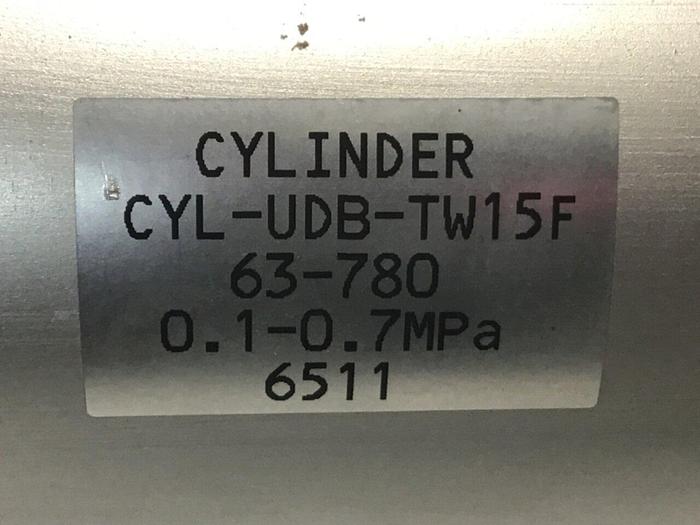 CYLINDER
CYL-UDB-TW15F
63-780
0.1-0.7MPa
6511